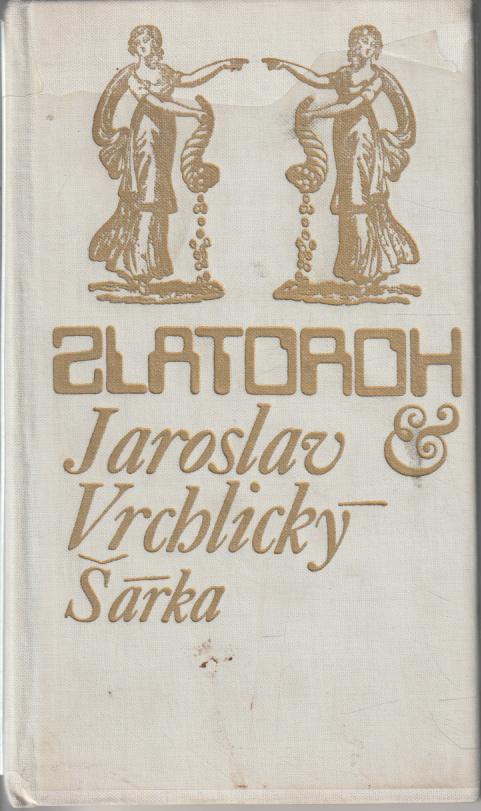 ZLATOROH
Jaroslav &
Vrchlický
Šárka